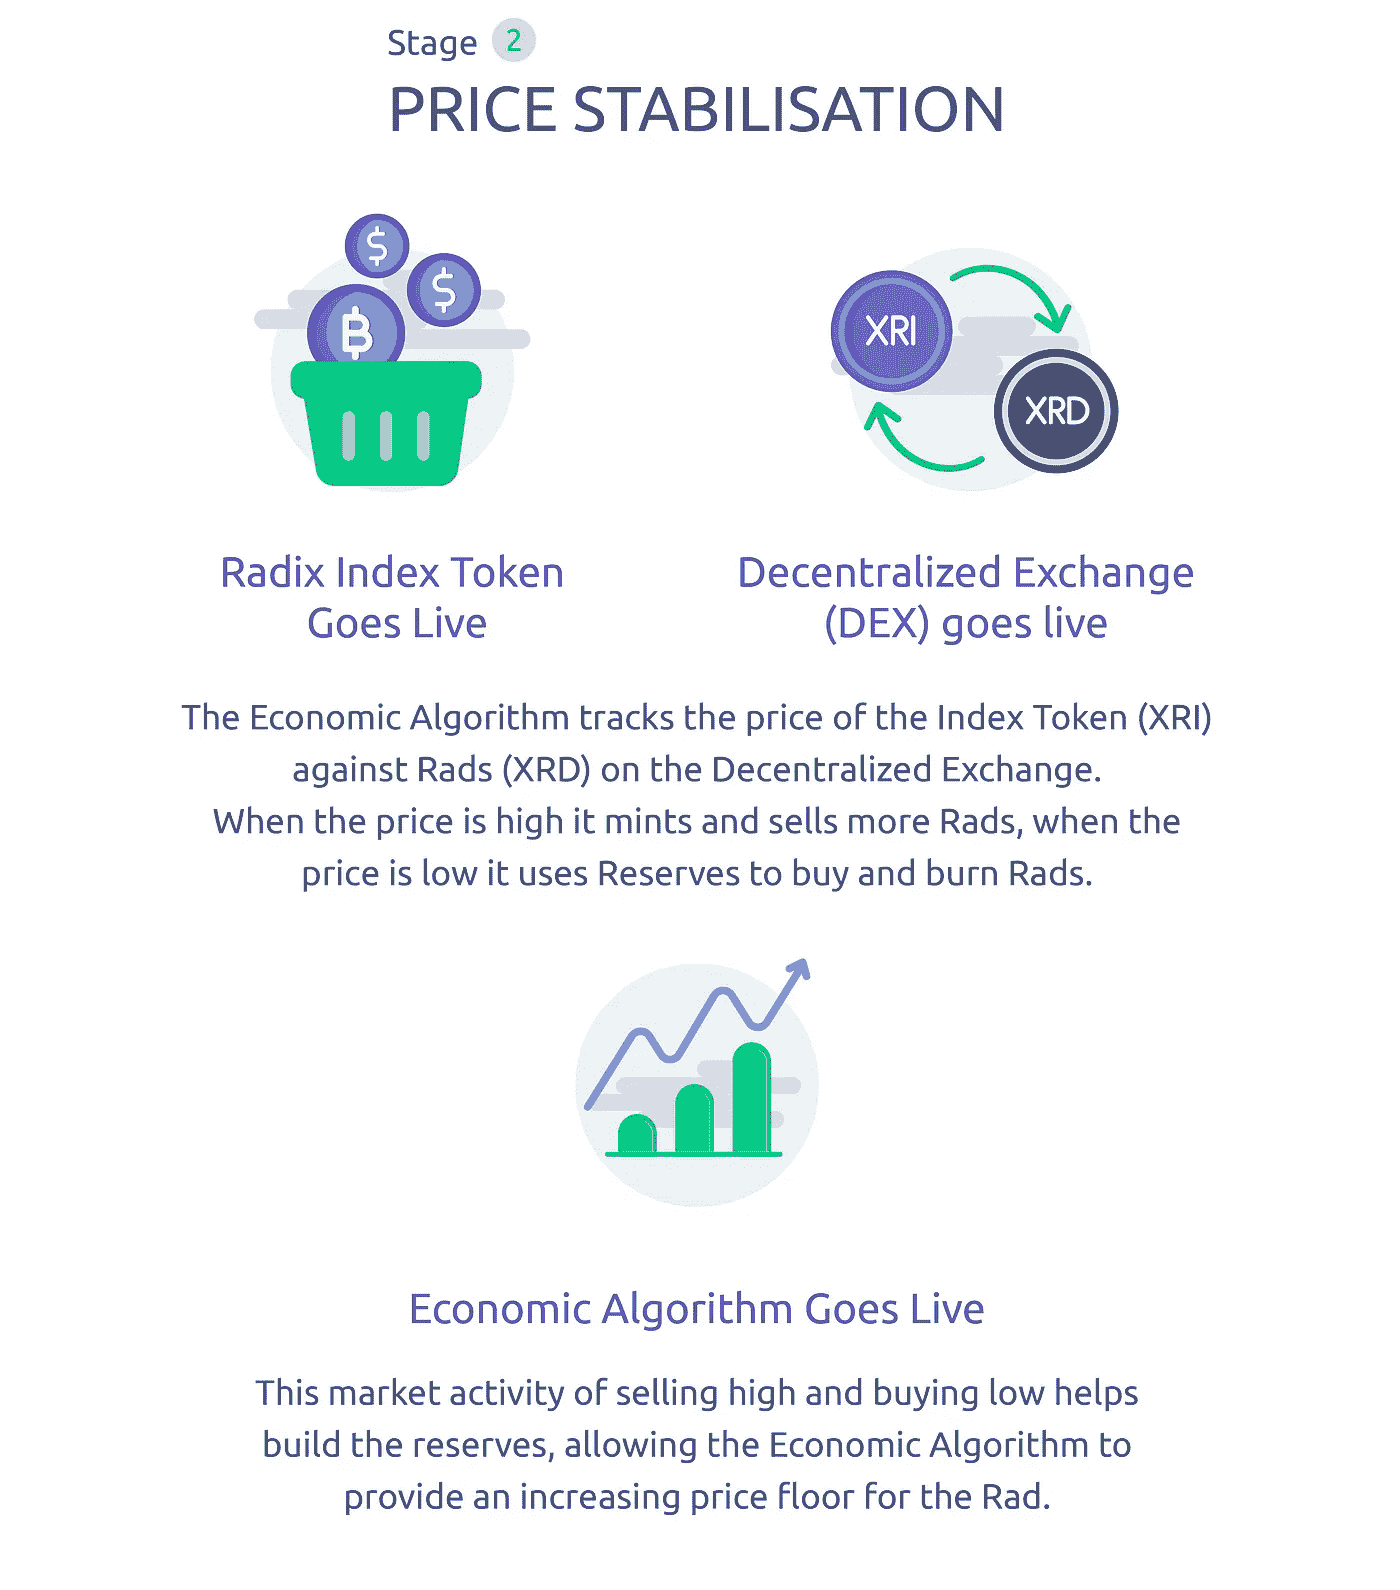 Stage 2
PRICE STABILISATION
$
$
₿
XRI
XRD
Radix Index Token
Goes Live
Decentralized Exchange
(DEX) goes live
The Economic Algorithm tracks the price of the Index Token (XRI)
against Rads (XRD) on the Decentralized Exchange.
When the price is high it mints and sells more Rads, when the
price is low it uses Reserves to buy and burn Rads.
Economic Algorithm Goes Live
This market activity of selling high and buying low helps
build the reserves, allowing the Economic Algorithm to
provide an increasing price floor for the Rad.